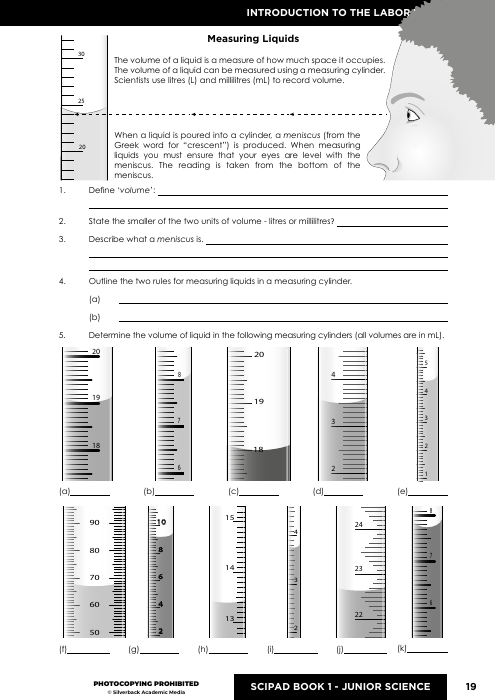 INTRODUCTION TO THE LABOR
Measuring Liquids
30
25
20
The volume of a liquid is a measure of how much space it occupies.
The volume of a liquid can be measured using a measuring cylinder.
Scientists use litres (L) and millilitres (mL) to record volume.
When a liquid is poured into a cylinder, a meniscus (from the
Greek word for "crescent") is produced. When measuring
liquids you must ensure that your eyes are level with the
meniscus. The reading is taken from the bottom of the
meniscus.
1. Define 'volume':
2. State the smaller of the two units of volume - litres or millilitres?
3. Describe what a meniscus is.
4. Outline the two rules for measuring liquids in a measuring cylinder.
(a)
(b)
5. Determine the volume of liquid in the following measuring cylinders (all volumes are in mL).
20 19 18
8 7 6
20 19 18
4 3 2
5 4 3 2 1
(a) (b) (c) (d) (e)
90 80 70 60 50
10 8 6 4 2
15 14 13
4 3 2
24 23 22
(f) (g) (h) (i) (j) (k)
PHOTOCOPYING PROHIBITED
© Silverback Academic Media
SCIPAD BOOK 1 - JUNIOR SCIENCE
19